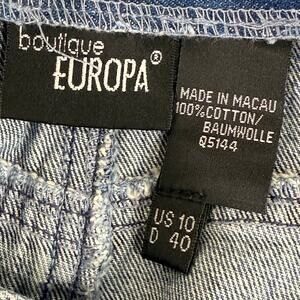 boutique
EUROPA®
MADE IN MACAU
100%COTTON/
BAUMWOLLE
Q5144
US 10
D 40